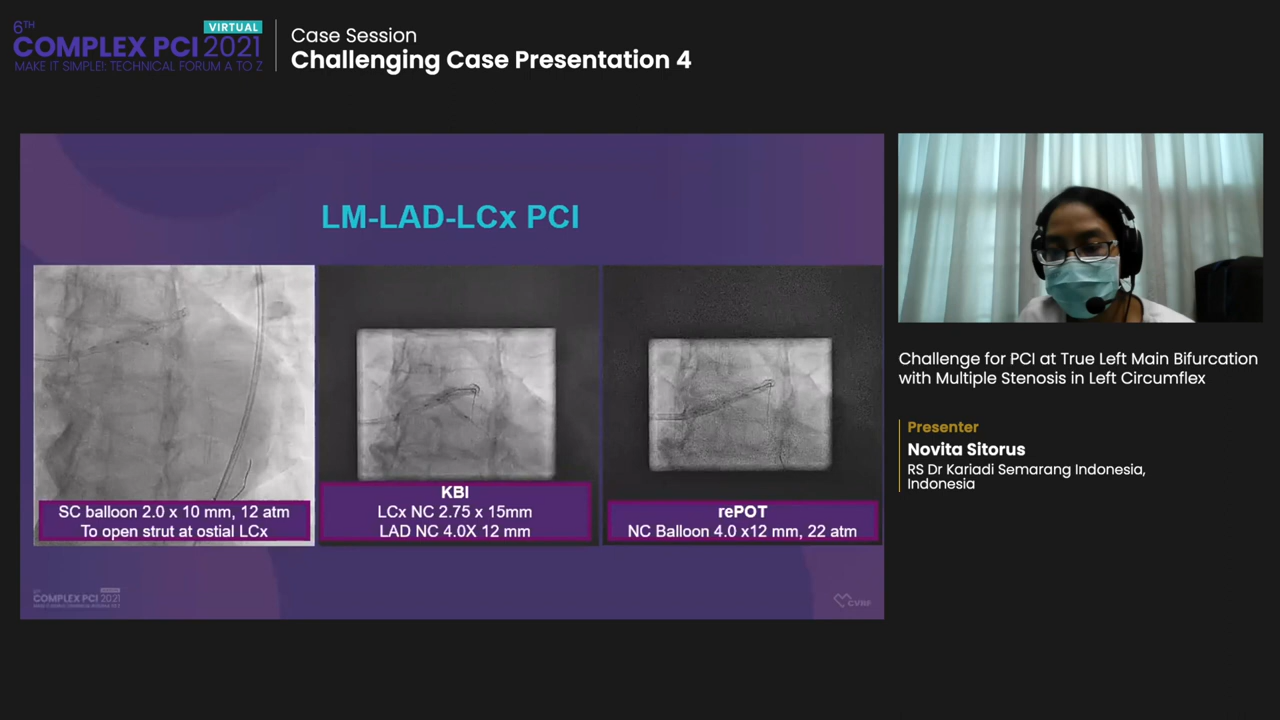 6TH
VIRTUAL
COMPLEX PCI 2021
MAKE IT SIMPLE!: TECHNICAL FORUM A TO Z
Case Session
Challenging Case Presentation 4
LM-LAD-LCx PCI
SC balloon 2.0 x 10 mm, 12 atm
To open strut at ostial LCx
KBI
LCx NC 2.75 x 15mm
LAD NC 4.0X 12 mm
rePOT
NC Balloon 4.0 x12 mm, 22 atm
COMPLEX PCI 2021
CVRF
Challenge for PCI at True Left Main Bifurcation
with Multiple Stenosis in Left Circumflex
Presenter
Novita Sitorus
RS Dr Kariadi Semarang Indonesia,
Indonesia